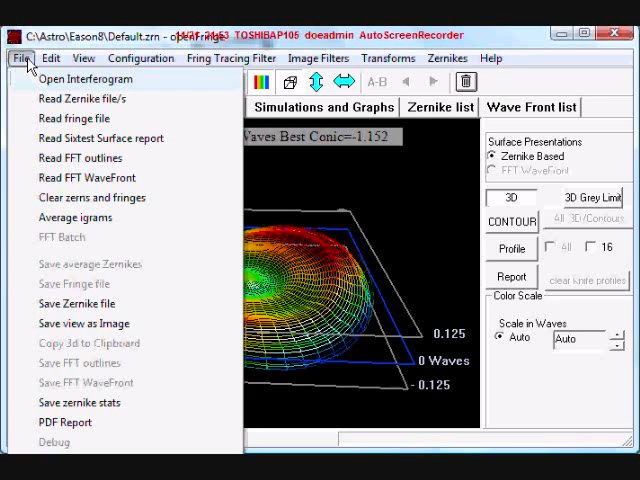 C:\Astro\Eason8\Default.zrn - openFringe
TOSHIBAP105 doeadmin AutoScreenRecorder
File Edit View Configuration Fring Tracing Filter Image Filters Transforms Zernikes Help
A-B
Simulations and Graphs Zernike list Wave Front list
Open Interferogram
Read Zernike file/s
Read fringe file
Read Sixtest Surface report
Read FFT outlines
Read FFT WaveFront
Clear zerns and fringes
Average igrams
FFT Batch
Save average Zernikes
Save Fringe file
Save Zernike file
Save view as Image
Copy 3d to Clipboard
Save FFT outlines
Save FFT WaveFront
Save zernike stats
PDF Report
Debug
Waves Best Conic=-1.152
0.125
0 Waves
- 0.125
Surface Presentations
Zernike Based
FFT WaveFront
3D 3D Grey Limit
CONTOUR All 3D/Contours
Profile All 16
Report clear knife profiles
Color Scale
Scale in Waves
Auto Auto